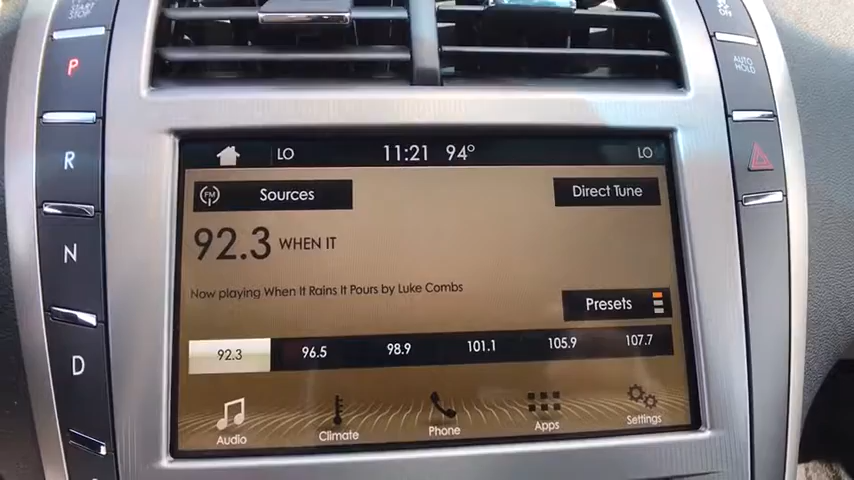 START
STOP
OFF
P
AUTO
HOLD
R
LO 11:21 94° LO
FM Sources Direct Tune
N
92.3 WHEN IT
Now playing When It Rains It Pours by Luke Combs
Presets
D
92.3 96.5 98.9 101.1 105.9 107.7
Audio Climate Phone Apps Settings